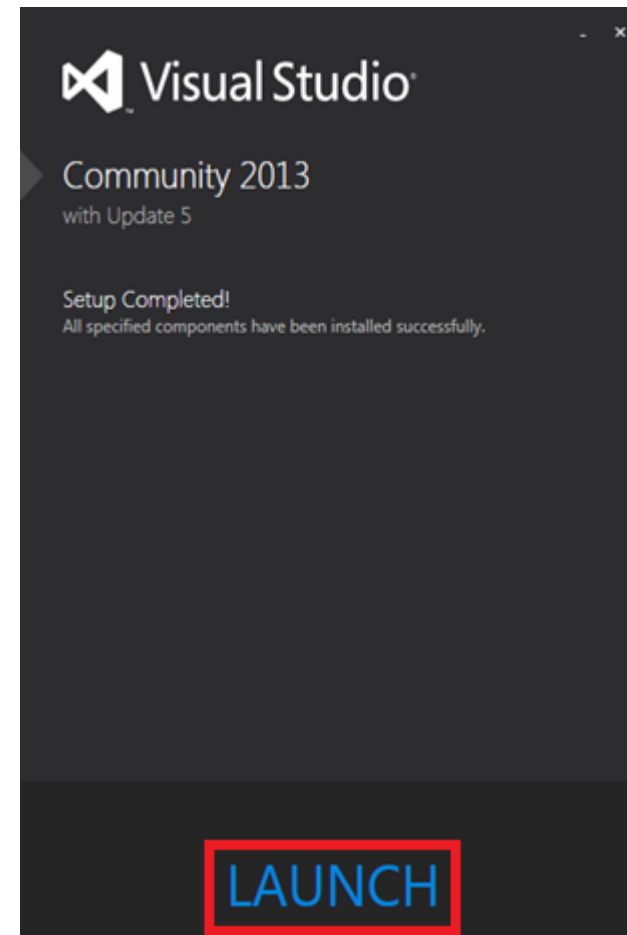 Visual Studio
Community 2013
with Update 5
Setup Completed!
All specified components have been installed successfully.
LAUNCH